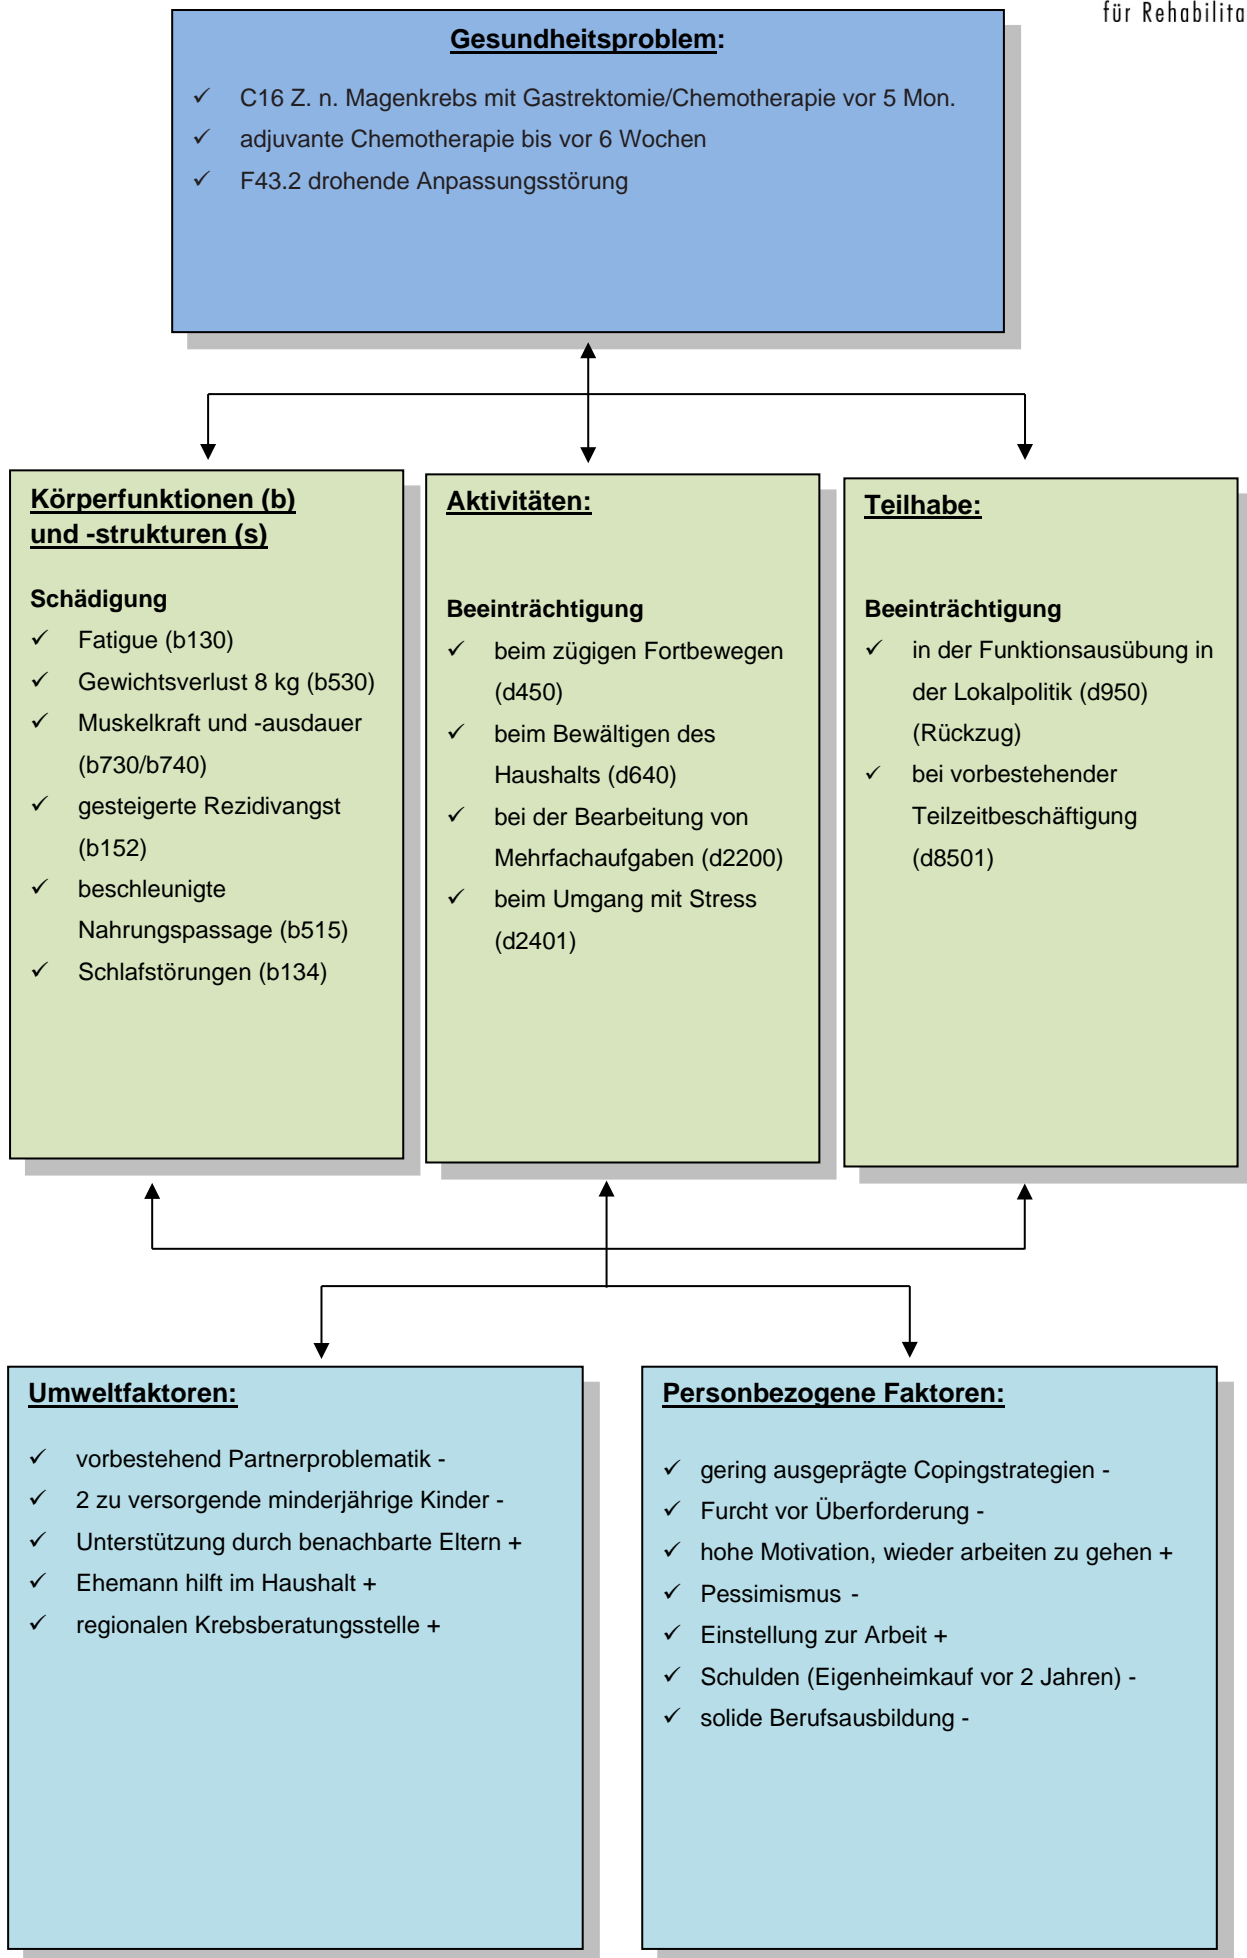 für Rehabilita
Gesundheitsproblem:
✓ C16 Z. n. Magenkrebs mit Gastrektomie/Chemotherapie vor 5 Mon.
✓ adjuvante Chemotherapie bis vor 6 Wochen
✓ F43.2 drohende Anpassungsstörung
Körperfunktionen (b)
und -strukturen (s)
Schädigung
✓ Fatigue (b130)
✓ Gewichtsverlust 8 kg (b530)
✓ Muskelkraft und -ausdauer
(b730/b740)
✓ gesteigerte Rezidivangst
(b152)
✓ beschleunigte
Nahrungspassage (b515)
✓ Schlafstörungen (b134)
Aktivitäten:
Beeinträchtigung
✓ beim zügigen Fortbewegen
(d450)
✓ beim Bewältigen des
Haushalts (d640)
✓ bei der Bearbeitung von
Mehrfachaufgaben (d2200)
✓ beim Umgang mit Stress
(d2401)
Teilhabe:
Beeinträchtigung
✓ in der Funktionsausübung in
der Lokalpolitik (d950)
(Rückzug)
✓ bei vorbestehender
Teilzeitbeschäftigung
(d8501)
Umweltfaktoren:
✓ vorbestehend Partnerproblematik -
✓ 2 zu versorgende minderjährige Kinder -
✓ Unterstützung durch benachbarte Eltern +
✓ Ehemann hilft im Haushalt +
✓ regionalen Krebsberatungsstelle +
Personbezogene Faktoren:
✓ gering ausgeprägte Copingstrategien -
✓ Furcht vor Überforderung -
✓ hohe Motivation, wieder arbeiten zu gehen +
✓ Pessimismus -
✓ Einstellung zur Arbeit +
✓ Schulden (Eigenheimkauf vor 2 Jahren) -
✓ solide Berufsausbildung -